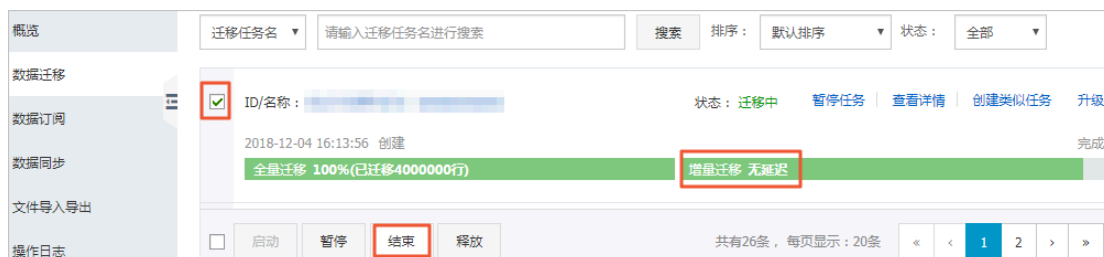 概览
迁移任务名 ▼ 请输入迁移任务名进行搜索 搜索 排序： 默认排序 ▼ 状态： 全部 ▼
数据迁移
ID/名称： 状态：迁移中 暂停任务 查看详情 创建类似任务 升级
数据订阅
2018-12-04 16:13:56 创建 完成
数据同步
全量迁移 100%(已迁移4000000行) 增量迁移 无延迟
文件导入导出
启动 暂停 结束 释放 共有26条，每页显示：20条 « ‹ 1 2 › »
操作日志